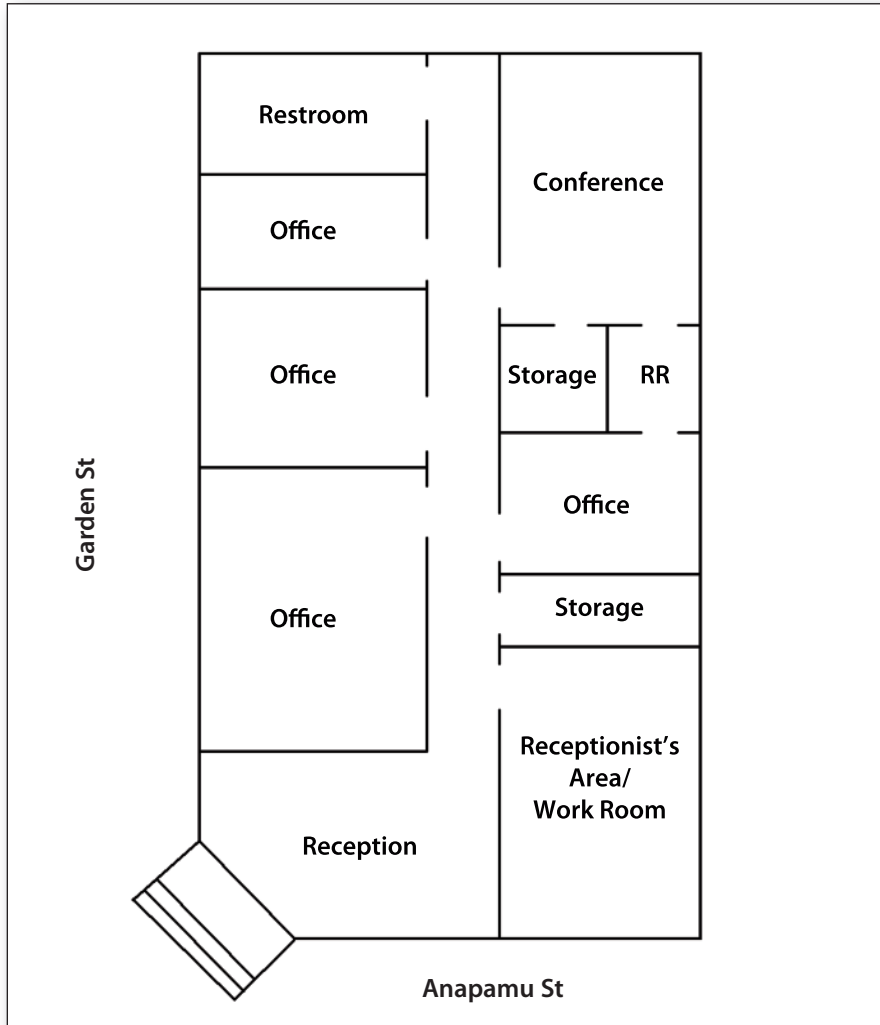 Restroom
Conference
Office
Office
Storage
RR
Office
Office
Storage
Receptionist's
Area/
Work Room
Reception
Garden St
Anapamu St